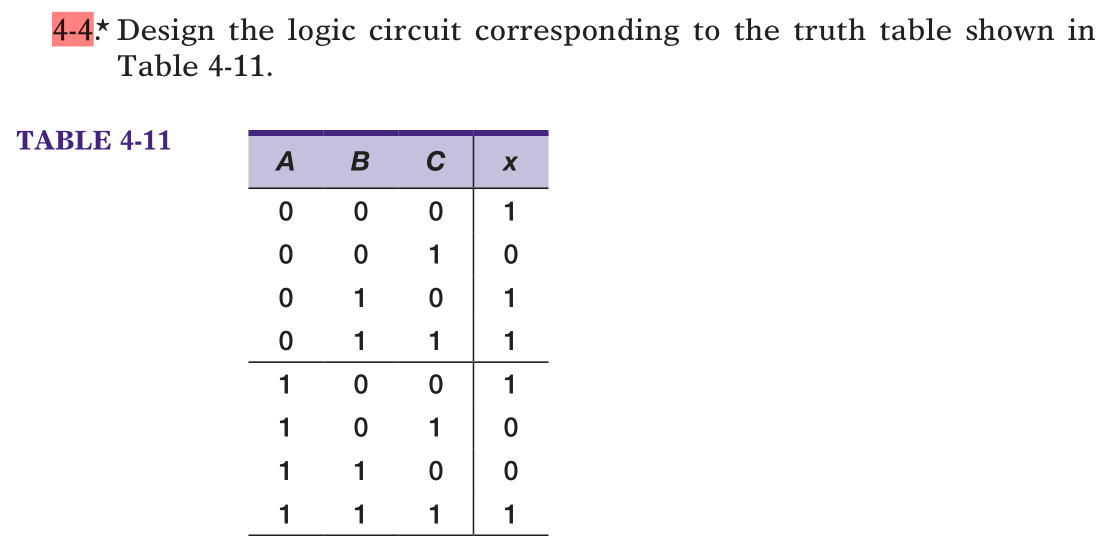 4-4.* Design the logic circuit corresponding to the truth table shown in
Table 4-11.
TABLE 4-11
A B C x
0 0 0 1
0 0 1 0
0 1 0 1
0 1 1 1
1 0 0 1
1 0 1 0
1 1 0 0
1 1 1 1